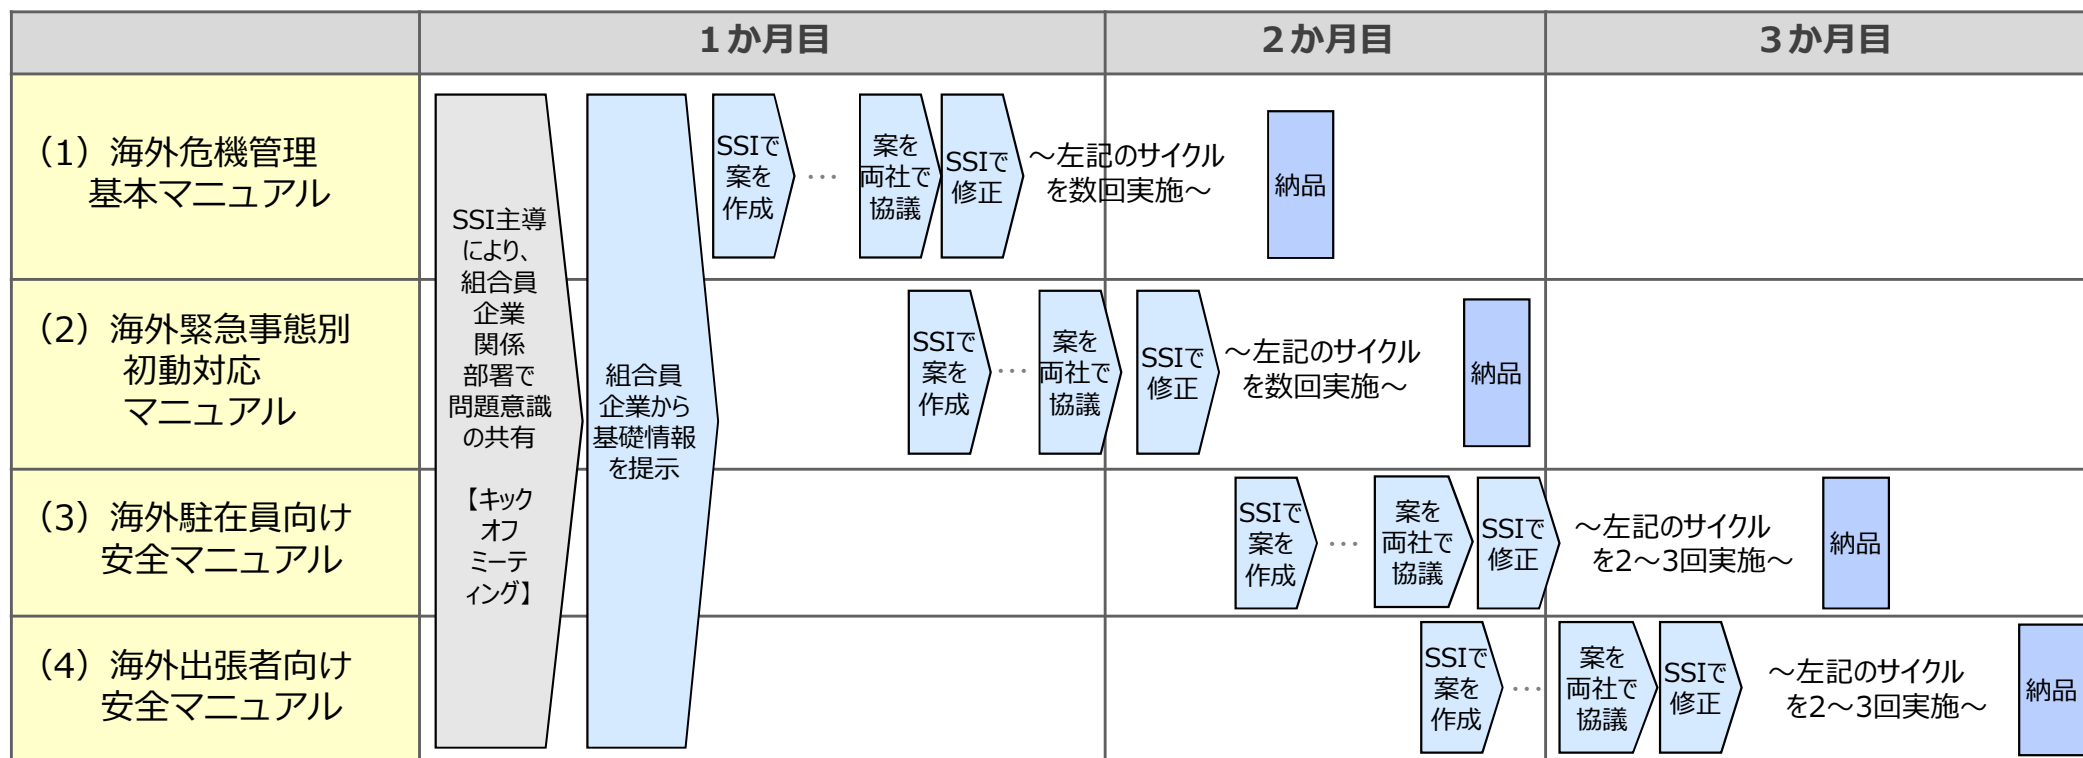 １か月目
２か月目
３か月目
（1）海外危機管理
基本マニュアル
SSI主導
により、
組合員
企業
関係
部署で
問題意識
の共有
【キック
オフ
ミーテ
ィング】
組合員
企業から
基礎情報
を提示
SSIで
案を
作成
…
案を
両社で
協議
SSIで
修正
～左記のサイクル
を数回実施～
納品
（2）海外緊急事態別
初動対応
マニュアル
SSIで
案を
作成
…
案を
両社で
協議
SSIで
修正
～左記のサイクル
を数回実施～
納品
（3）海外駐在員向け
安全マニュアル
SSIで
案を
作成
…
案を
両社で
協議
SSIで
修正
～左記のサイクル
を2～3回実施～
納品
（4）海外出張者向け
安全マニュアル
SSIで
案を
作成
…
案を
両社で
協議
SSIで
修正
～左記のサイクル
を2～3回実施～
納品